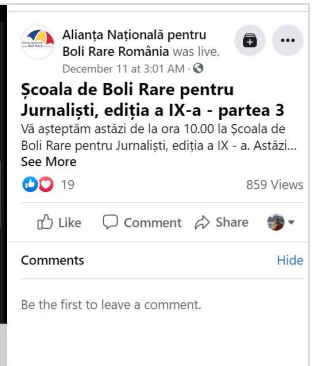 Alianța Națională pentru
Boli Rare România was live.
December 11 at 3:01 AM ·
Școala de Boli Rare pentru
Jurnaliști, ediția a IX-a - partea 3
Vă așteptăm astăzi de la ora 10.00 la Școala de
Boli Rare pentru Jurnaliști, ediția a IX - a. Astăzi...
See More
19
859 Views
Like
Comment
Share
Comments
Hide
Be the first to leave a comment.